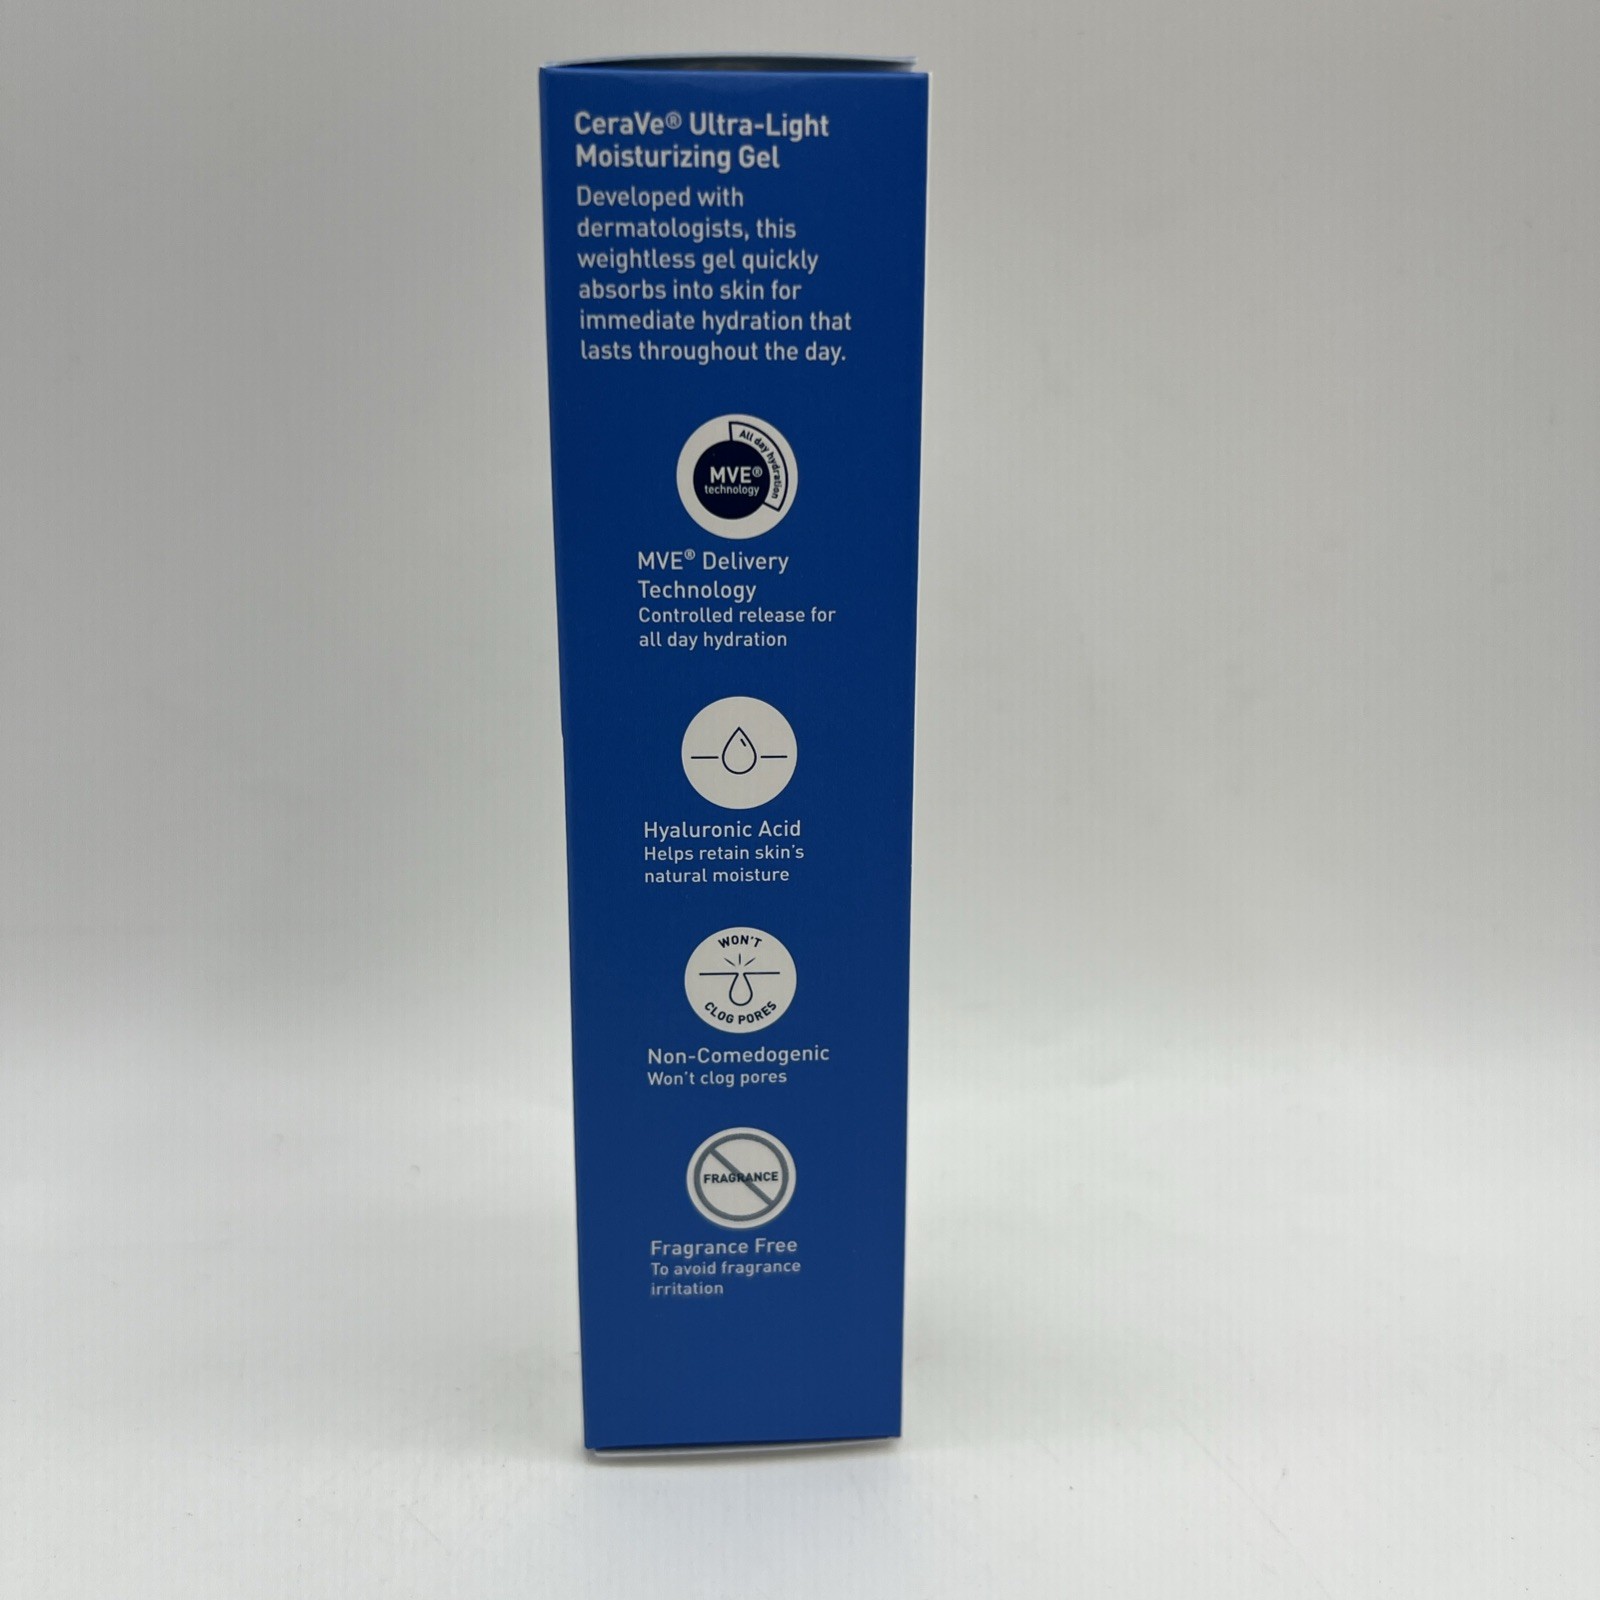 CeraVe® Ultra-Light
Moisturizing Gel
Developed with
dermatologists, this
weightless gel quickly
absorbs into skin for
immediate hydration that
lasts throughout the day.
All day hydration
MVE®
technology
MVE® Delivery
Technology
Controlled release for
all day hydration
Hyaluronic Acid
Helps retain skin's
natural moisture
WON'T
CLOG PORES
Non-Comedogenic
Won't clog pores
FRAGRANCE
Fragrance Free
To avoid fragrance
irritation